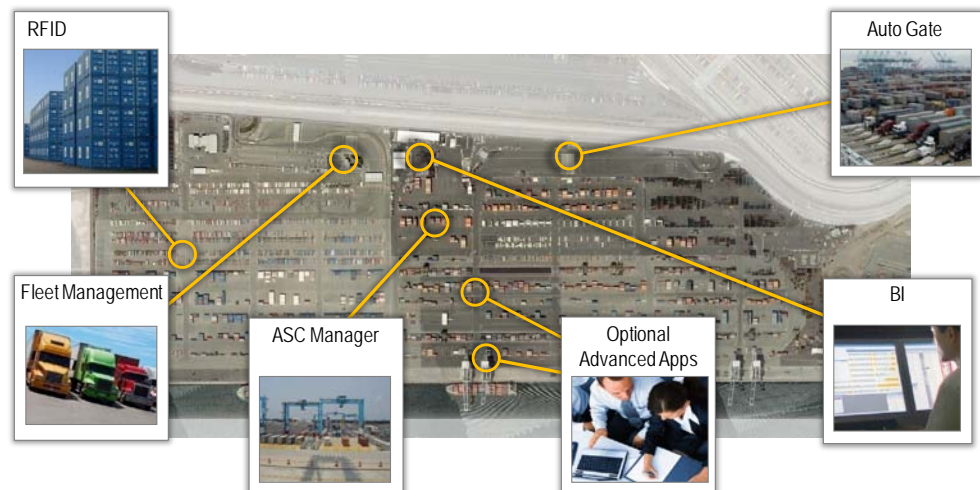 RFID
Auto Gate
Fleet Management
ASC Manager
Optional
Advanced Apps
BI